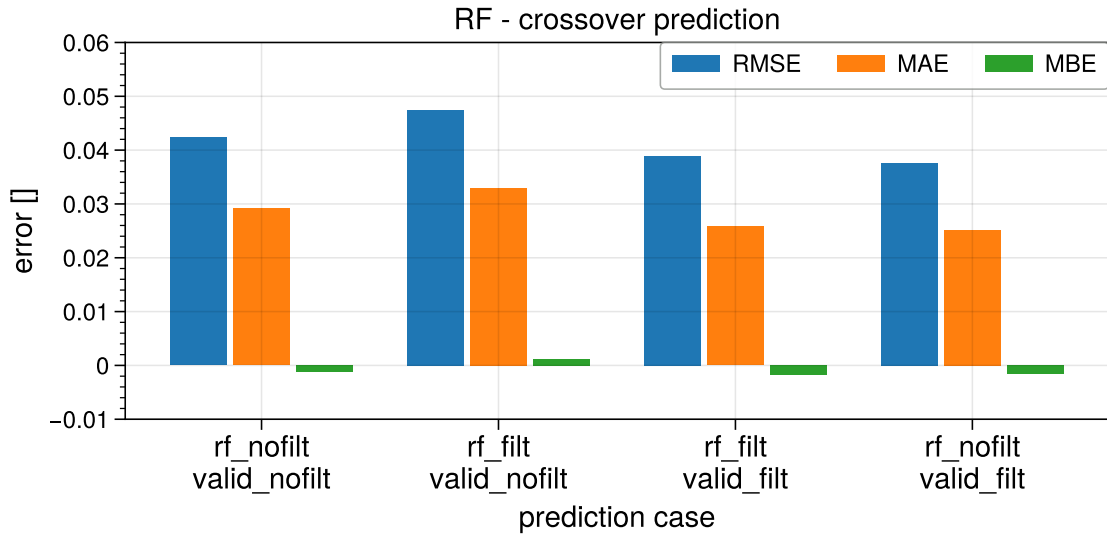 RF - crossover prediction
RMSE MAE MBE
error []
0.06
0.05
0.04
0.03
0.02
0.01
0
−0.01
rf_nofilt
valid_nofilt
rf_filt
valid_nofilt
rf_filt
valid_filt
rf_nofilt
valid_filt
prediction case